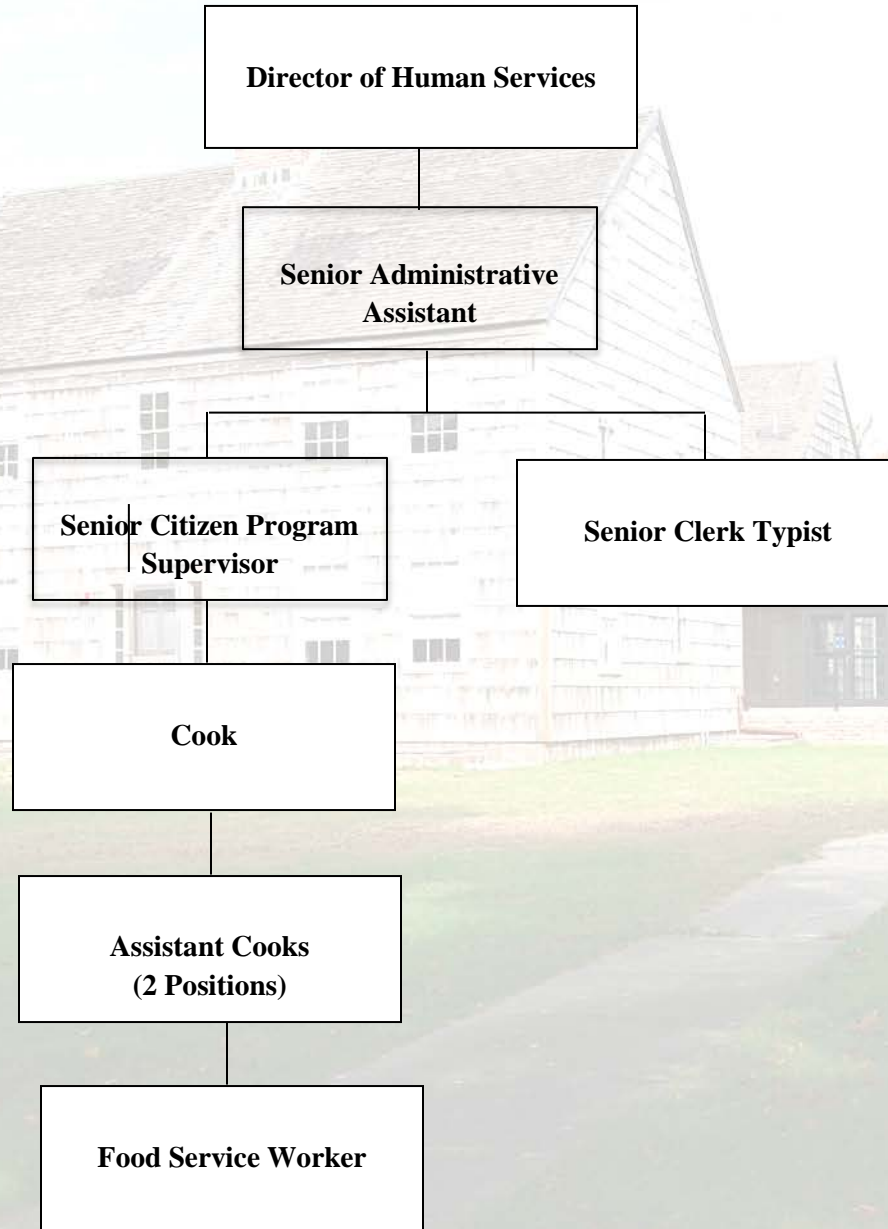 Director of Human Services
Senior Administrative
Assistant
Senior Citizen Program
Supervisor
Senior Clerk Typist
Cook
Assistant Cooks
(2 Positions)
Food Service Worker